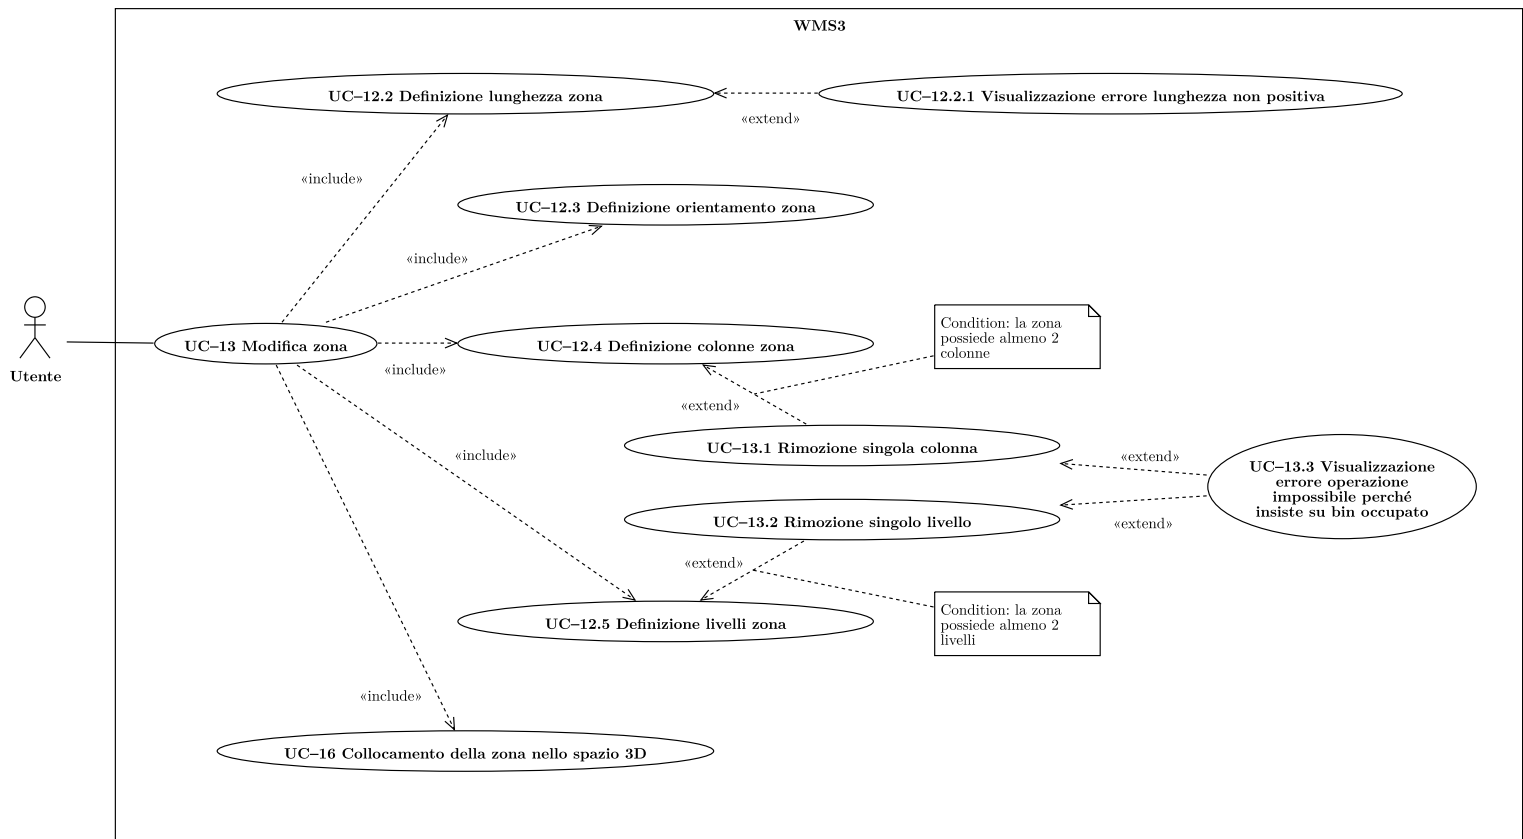 WMS3
UC–12.2 Definizione lunghezza zona
UC–12.2.1 Visualizzazione errore lunghezza non positiva
«extend»
«include»
UC–12.3 Definizione orientamento zona
«include»
Utente
UC–13 Modifica zona
«include»
UC–12.4 Definizione colonne zona
Condition: la zona
possiede almeno 2
colonne
«extend»
UC–13.1 Rimozione singola colonna
«include»
«extend»
UC–13.3 Visualizzazione
errore operazione
impossibile perché
insiste su bin occupato
«extend»
UC–13.2 Rimozione singolo livello
«extend»
UC–12.5 Definizione livelli zona
Condition: la zona
possiede almeno 2
livelli
«include»
UC–16 Collocamento della zona nello spazio 3D